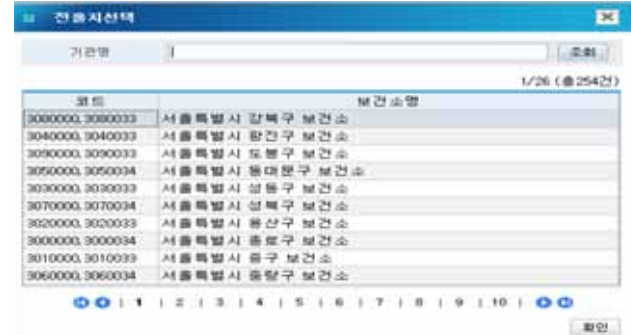 전출지선택
기관명
조회
1/26 (총254건)
코드 보건소명
3080000, 3080033 서울특별시 강북구 보건소
3040000, 3040033 서울특별시 광진구 보건소
3090000, 3090033 서울특별시 도봉구 보건소
3050000, 3050034 서울특별시 동대문구 보건소
3030000, 3030033 서울특별시 성동구 보건소
3070000, 3070034 서울특별시 성북구 보건소
3020000, 3020033 서울특별시 용산구 보건소
3000000, 3000034 서울특별시 종로구 보건소
3010000, 3010033 서울특별시 중구 보건소
3060000, 3060034 서울특별시 중랑구 보건소
| 1 | 2 | 3 | 4 | 5 | 6 | 7 | 8 | 9 | 10 |
확인